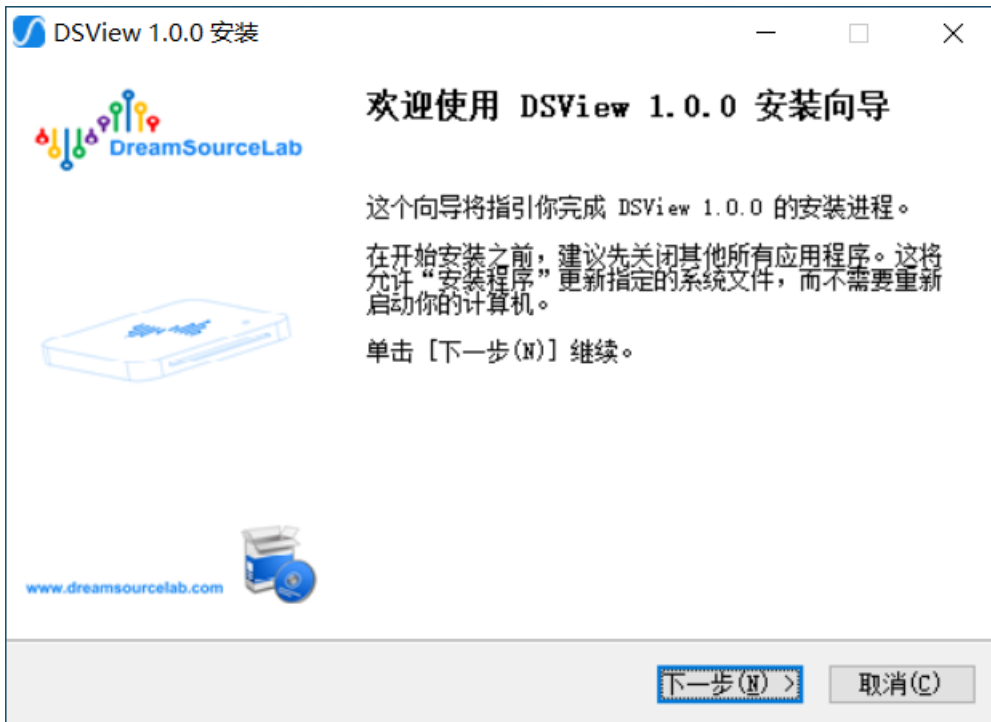 DSView 1.0.0 安装
DreamSourceLab
欢迎使用 DSView 1.0.0 安装向导
这个向导将指引你完成 DSView 1.0.0 的安装进程。
在开始安装之前，建议先关闭其他所有应用程序。这将
允许“安装程序”更新指定的系统文件，而不需要重新
启动你的计算机。
单击 [下一步(N)] 继续。
www.dreamsourcelab.com
下一步(N) >
取消(C)